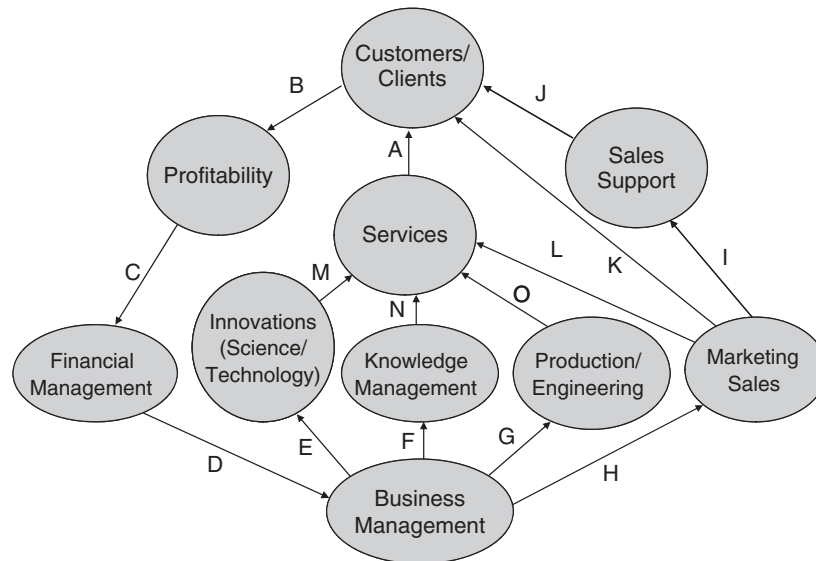 Customers/
Clients
B
J
A
Profitability
Sales
Support
Services
L
K
I
C
M
N
O
Innovations
(Science/
Technology)
Financial
Management
Knowledge
Management
Production/
Engineering
Marketing
Sales
D
E
F
G
H
Business
Management